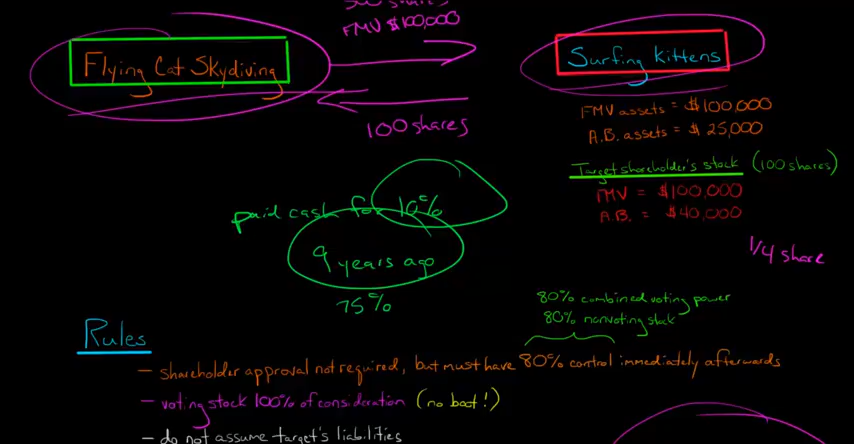 FMV $100,000
Flying Cat Skydiving
Surfing Kittens
100 shares
FMV assets = $100,000
A.B. assets = $25,000
Target shareholder's stock (100 shares)
FMV = $100,000
A.B. = $40,000
paid cash for 10%
9 years ago
75%
1/4 share
80% combined voting power
80% nonvoting stock
Rules
- shareholder approval not required, but must have 80% control immediately afterwards
- voting stock 100% of consideration (no boot!)
- do not assume target's liabilities